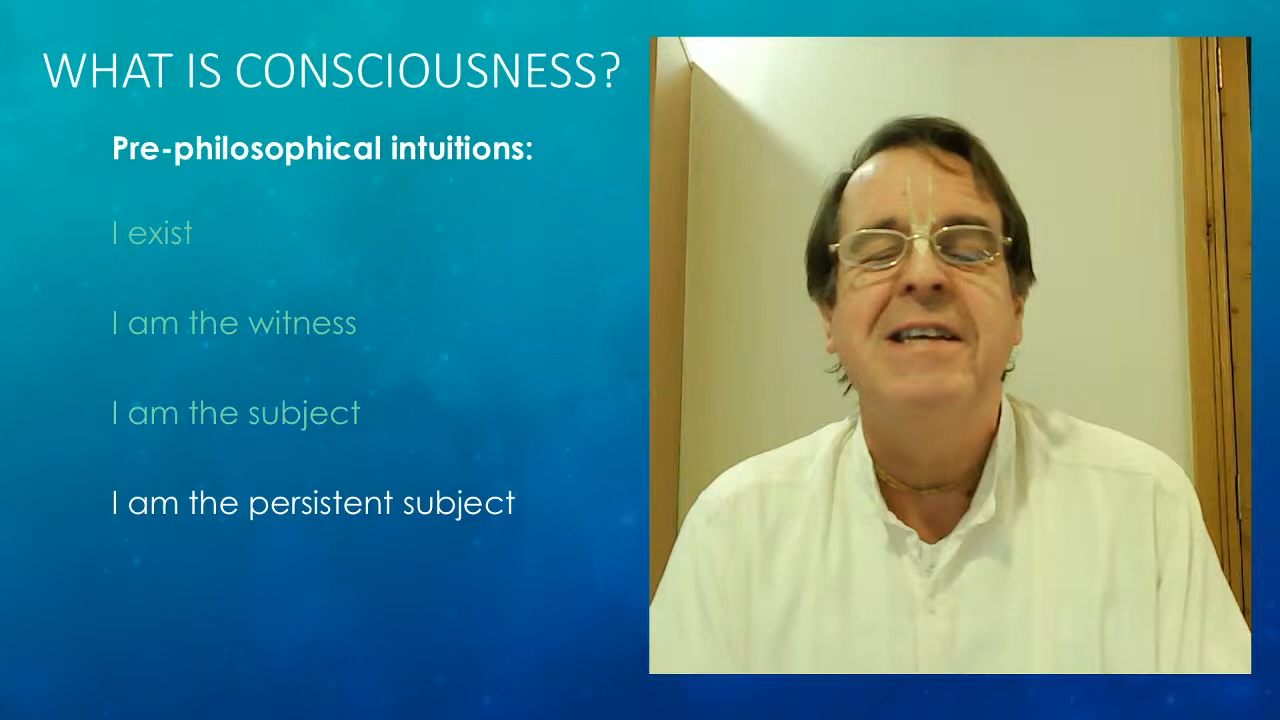 WHAT IS CONSCIOUSNESS?
Pre-philosophical intuitions:
I exist
I am the witness
I am the subject
I am the persistent subject